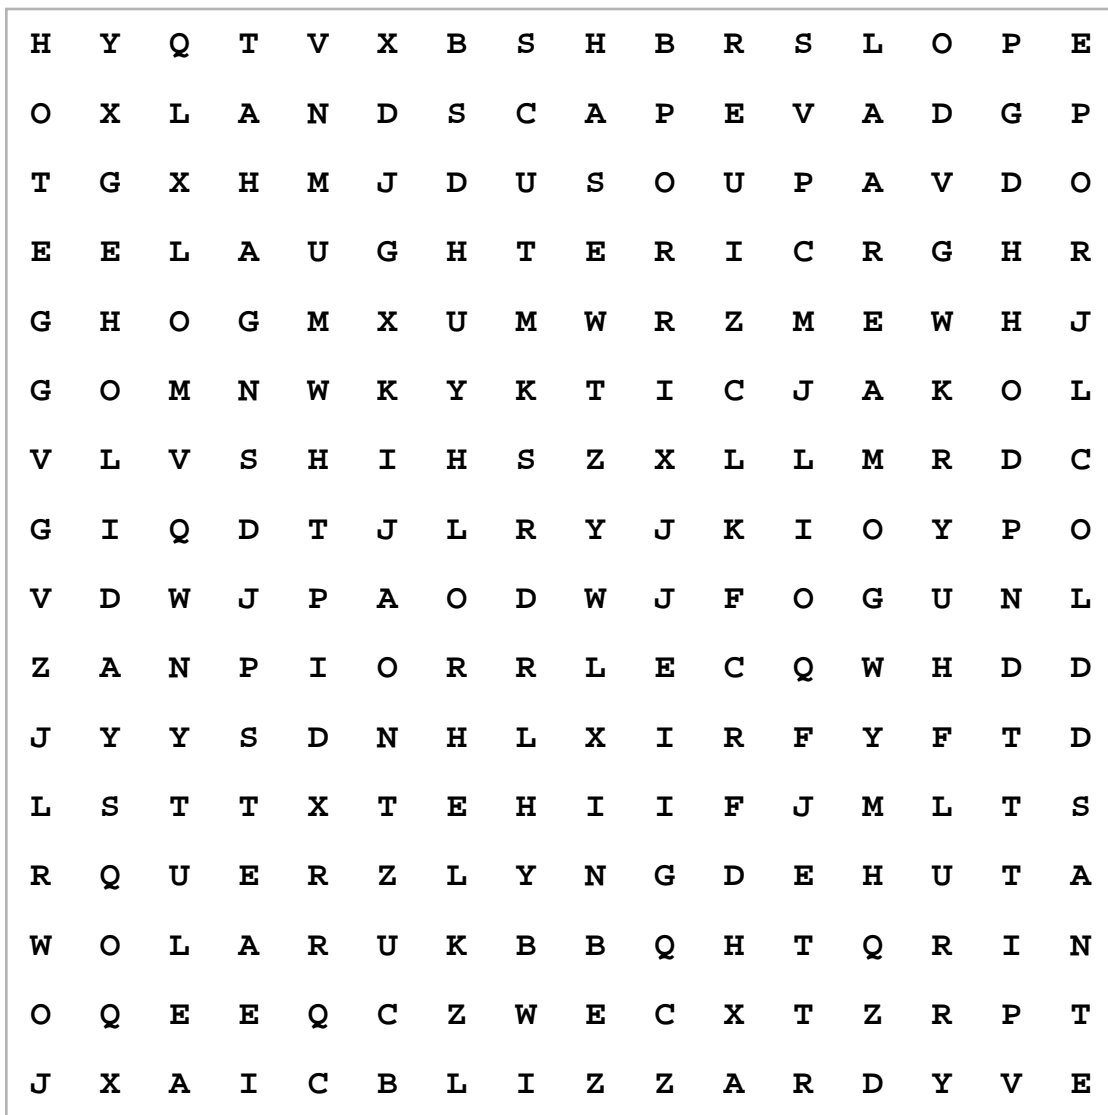 H Y Q T V X B S H B R S L O P E
O X L A N D S C A P E V A D G P
T G X H M J D U S O U P A V D O
E E L A U G H T E R I C R G H R
G H O G M X U M W R Z M E W H J
G O M N W K Y K T I C J A K O L
V L V S H I H S Z X L L M R D C
G I Q D T J L R Y J K I O Y P O
V D W J P A O D W J F O G U N L
Z A N P I O R R L E C Q W H D D
J Y Y S D N H L X I R F Y F T D
L S T T X T E H I I F J M L T S
R Q U E R Z L Y N G D E H U T A
W O L A R U K B B Q H T Q R I N
O Q E E Q C Z W E C X T Z R P T
J X A I C B L I Z Z A R D Y V E